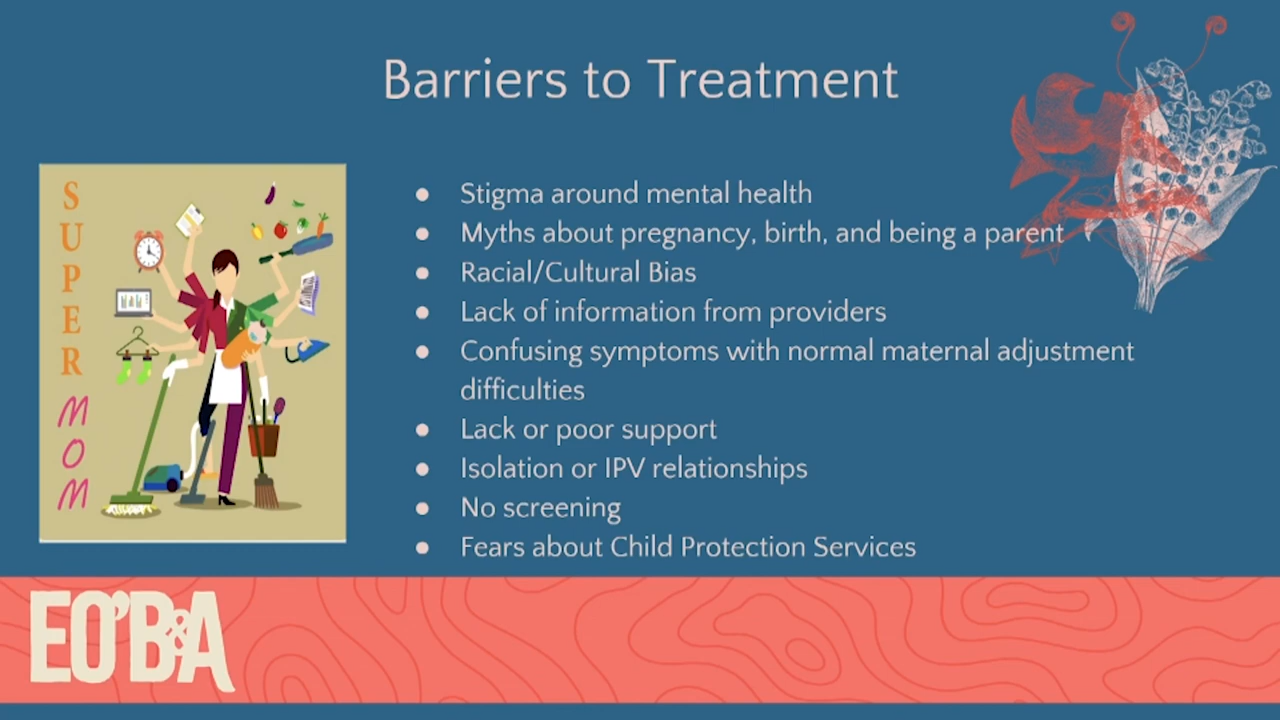 Barriers to Treatment
SUPER
MOM
● Stigma around mental health
● Myths about pregnancy, birth, and being a parent
● Racial/Cultural Bias
● Lack of information from providers
● Confusing symptoms with normal maternal adjustment
difficulties
● Lack or poor support
● Isolation or IPV relationships
● No screening
● Fears about Child Protection Services
EO'B&A